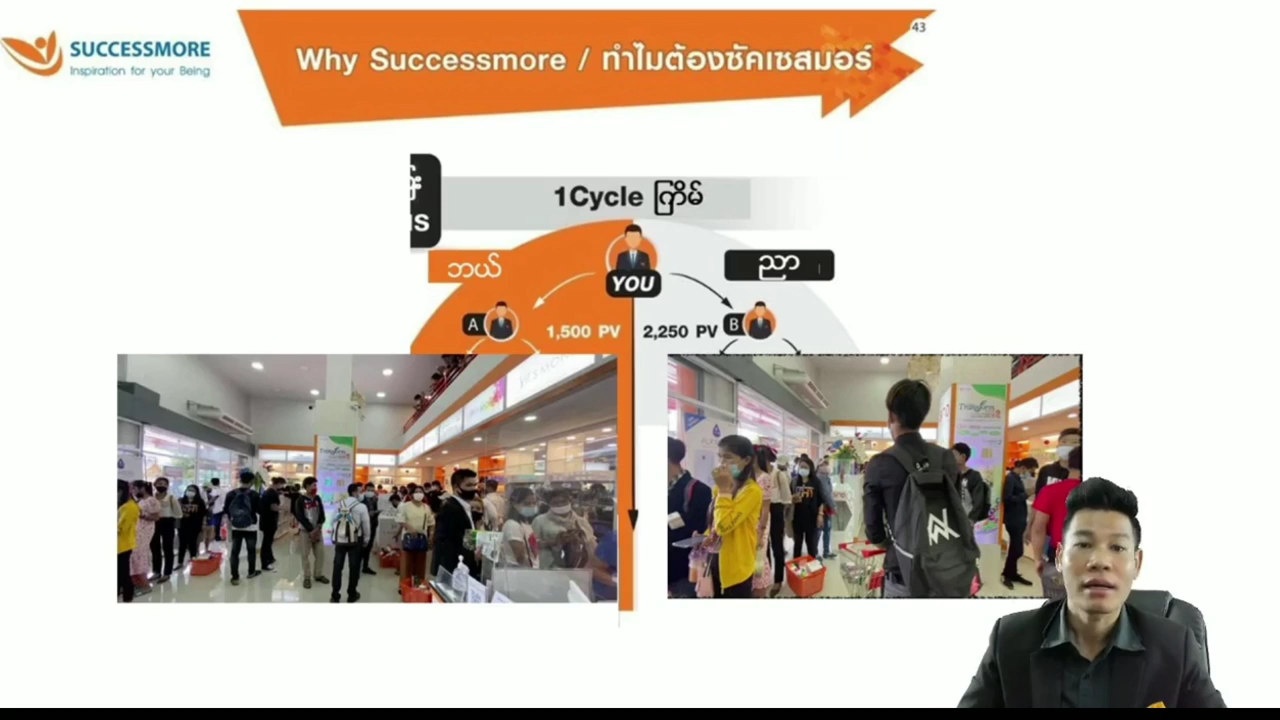 SUCCESSMORE
Inspiration for your Being
Why Successmore / ทำไมต้องซัคเซสมอร์
43
1Cycle ကြိမ်
ဘယ်
ညာ
YOU
A
1,500 PV
2,250 PV
B